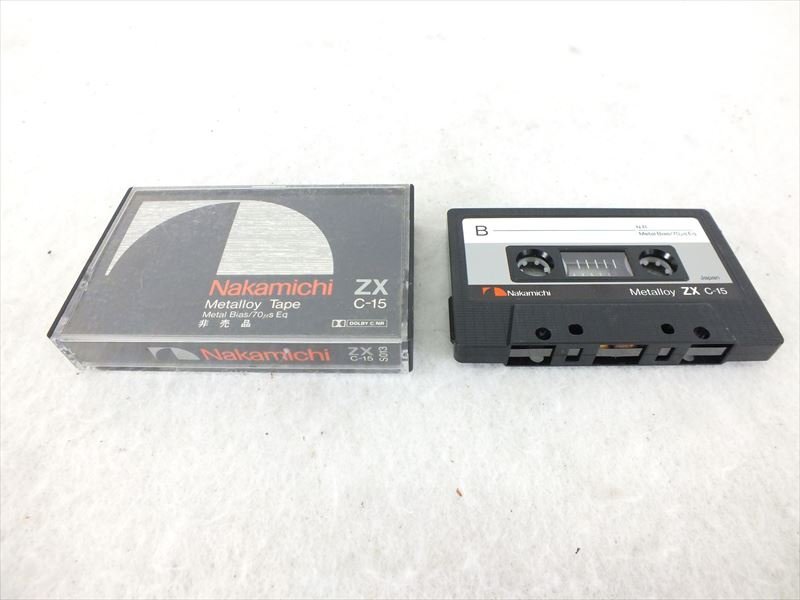 Nakamichi ZX
Metalloy Tape C-15
Metal Bias/70μs Eq
非売品 DOLBY C NR
Nakamichi ZX
C-15
S013
B
N.R.
Metal Bias/70μs Eq
Japan
Nakamichi Metalloy ZX C-15